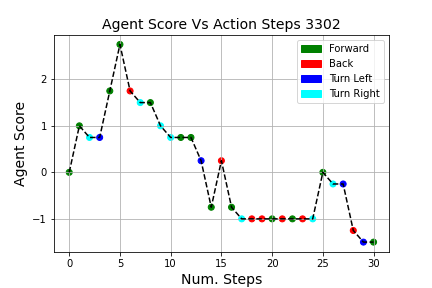 Agent Score Vs Action Steps 3302
Forward
Back
Turn Left
Turn Right
Agent Score
2
1
0
−1
0
5
10
15
20
25
30
Num. Steps